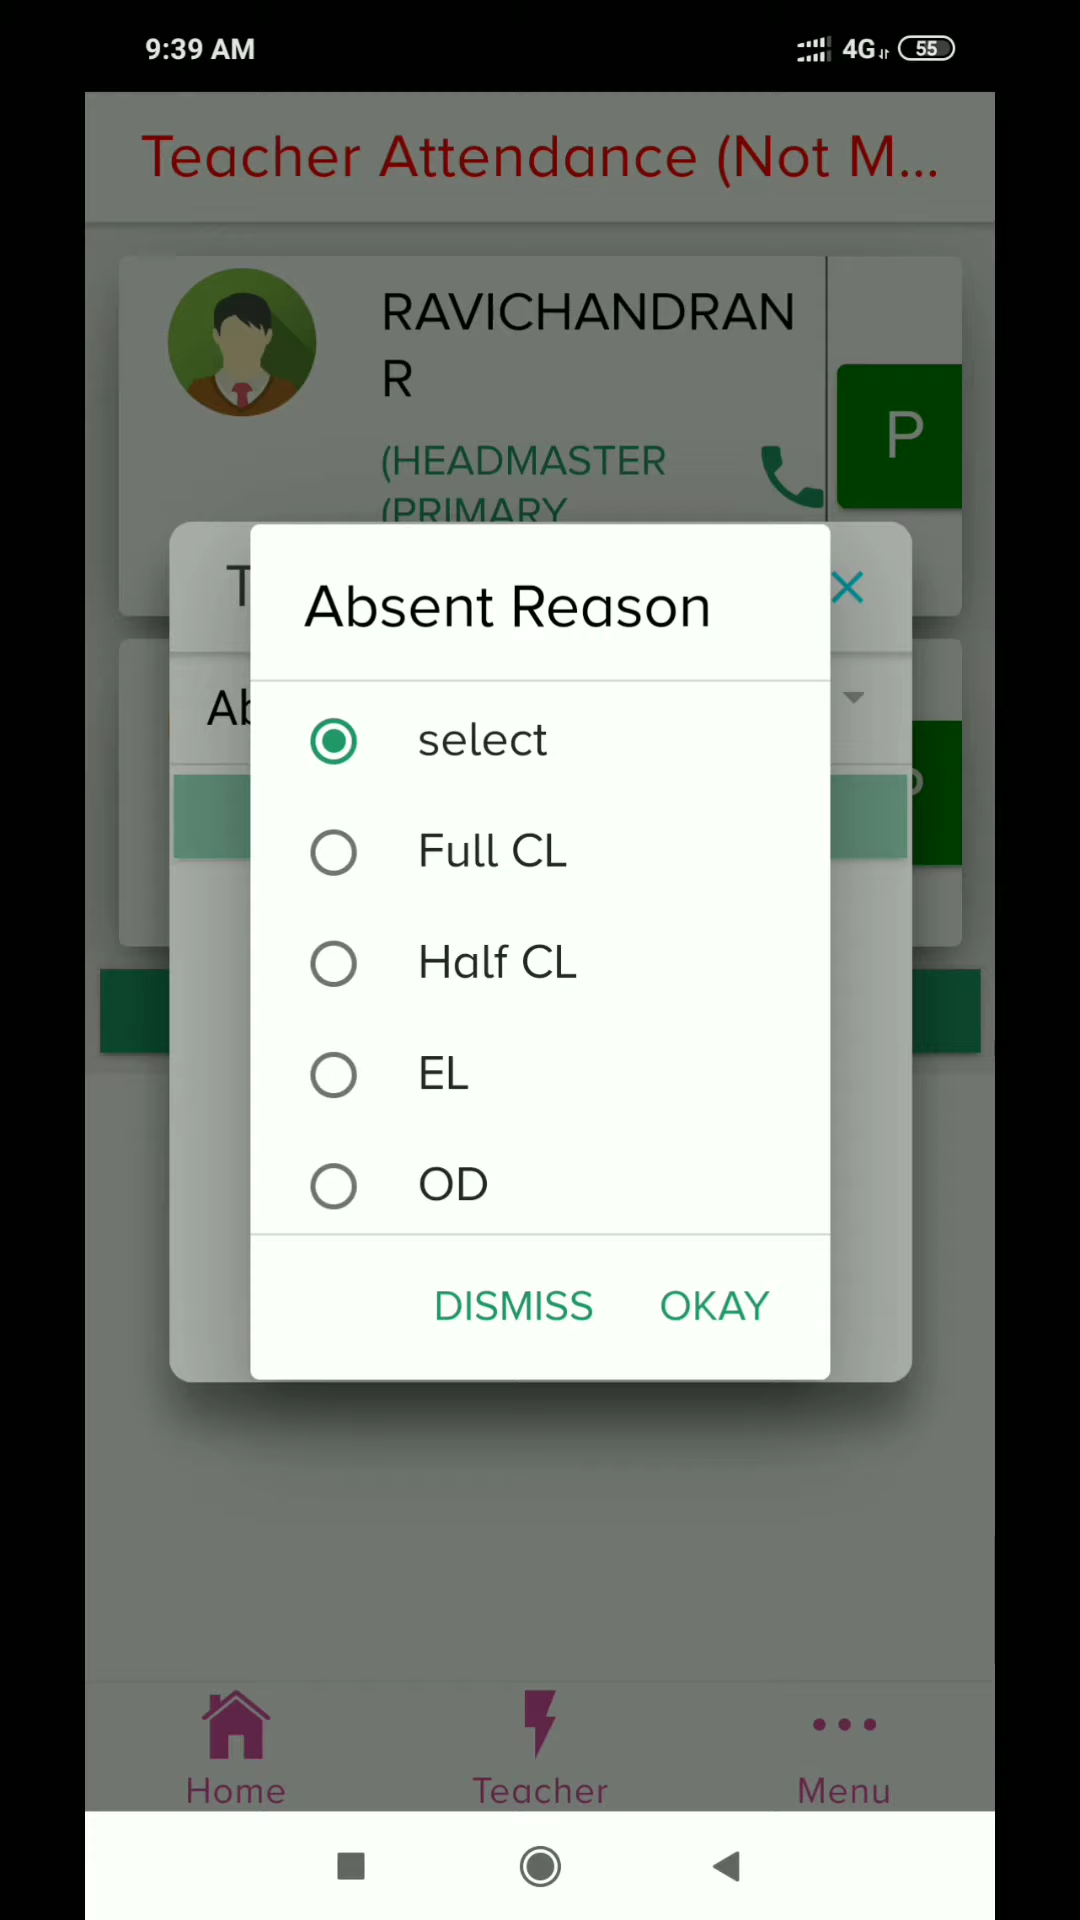 9:39 AM
4G
55
Teacher Attendance (Not M...
RAVICHANDRAN
R
(HEADMASTER
(PRIMARY
P
Absent Reason
select
Full CL
Half CL
EL
OD
DISMISS OKAY
Home Teacher Menu